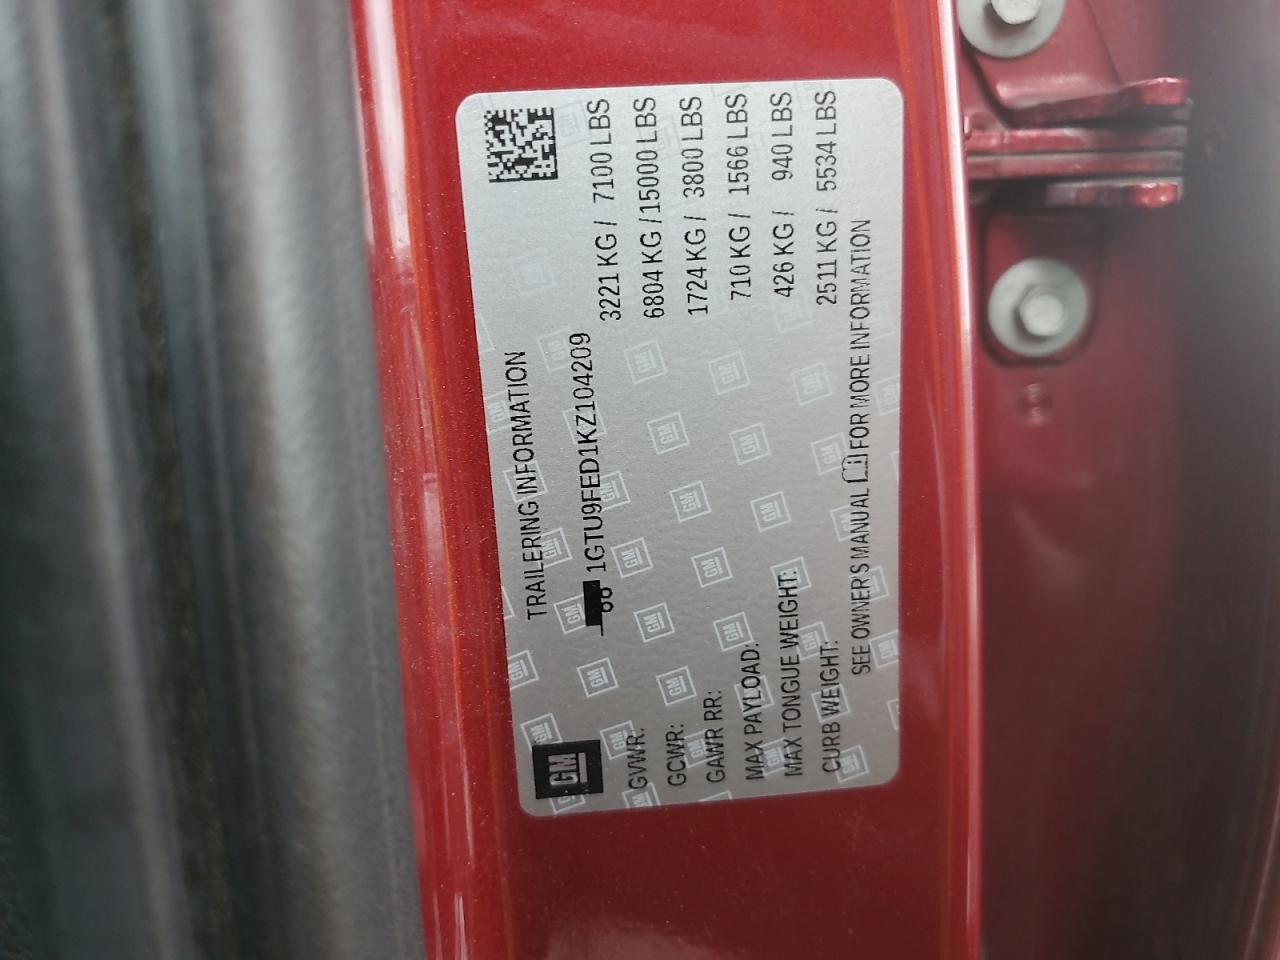 TRAILERING INFORMATION
GM
1GTU9FED1KZ104209
GVWR: 3221 KG / 7100 LBS
GCWR: 6804 KG / 15000 LBS
GAWR RR: 1724 KG / 3800 LBS
MAX PAYLOAD: 710 KG / 1566 LBS
MAX TONGUE WEIGHT: 426 KG / 940 LBS
CURB WEIGHT: 2511 KG / 5534 LBS
SEE OWNER'S MANUAL FOR MORE INFORMATION